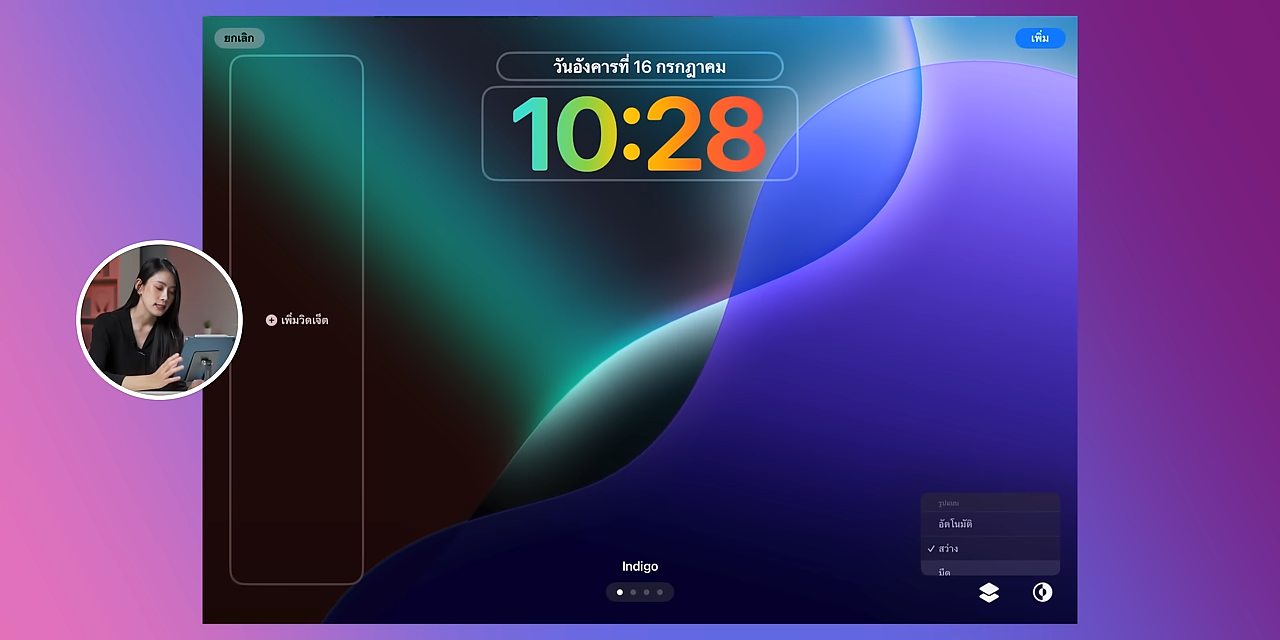 ยกเลิก
เพิ่ม
วันอังคารที่ 16 กรกฎาคม
10:28
เพิ่มวิดเจ็ต
รูปแบบ
อัตโนมัติ
สว่าง
มืด
Indigo